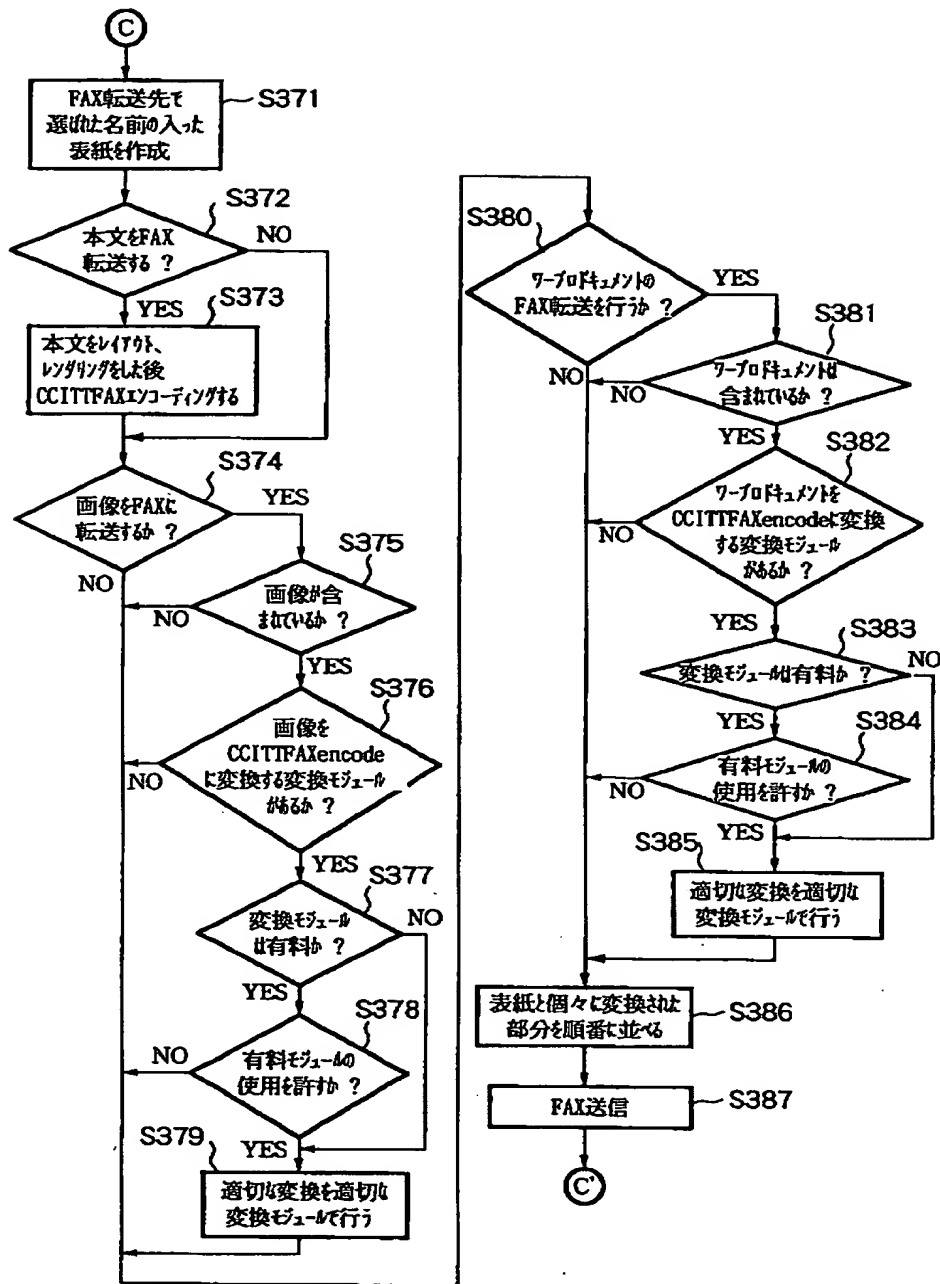 C
FAX転送先で
選ばれた名前の入った
表紙を作成
S371
S372
本文をFAX
転送する ?
NO
YES
S373
本文をレイアウト、
レンダリングをした後
CCITTFAXエンコーディングする
S374
画像をFAXに
転送するか ?
YES
NO
S375
画像が含
まれているか ?
NO
YES
S376
画像を
CCITTFAXencode
に変換する変換モジュール
があるか ?
NO
YES
S377
変換モジュール
は有料か ?
NO
YES
S378
有料モジュールの
使用を許すか ?
NO
YES
S379
適切な変換を適切な
変換モジュールで行う
S380
ワープロドキュメントの
FAX転送を行うか ?
YES
NO
S381
ワープロドキュメントは
含まれているか ?
NO
YES
S382
ワープロドキュメントを
CCITTFAXencodeに変換
する変換モジュール
があるか ?
NO
YES
S383
変換モジュールは有料か ?
NO
YES
S384
有料モジュールの
使用を許すか ?
NO
YES
S385
適切な変換を適切な
変換モジュールで行う
表紙と個々に変換された
部分を順番に並べる
S386
FAX送信
S387
C'